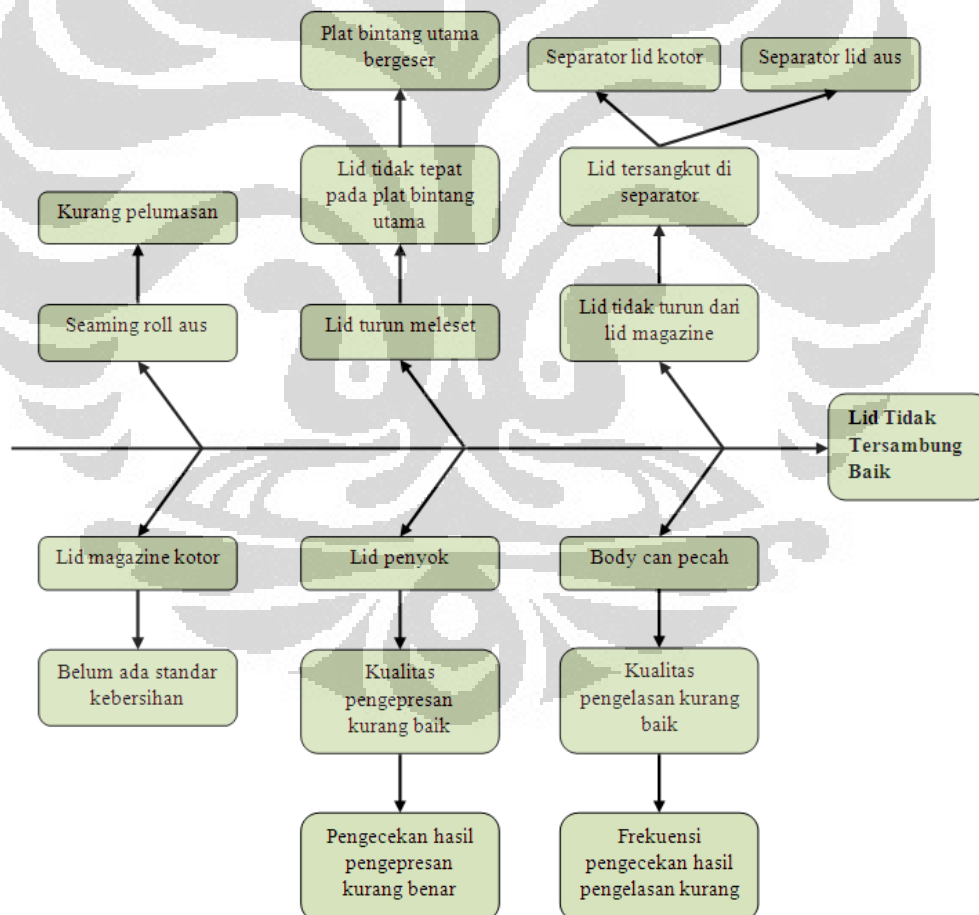 Plat bintang utama
bergeser
Separator lid kotor
Separator lid aus
Lid tidak tepat
pada plat bintang
utama
Lid tersangkut di
separator
Kurang pelumasan
Seaming roll aus
Lid turun meleset
Lid tidak turun dari
lid magazine
Lid Tidak
Tersambung
Baik
Lid magazine kotor
Lid penyok
Body can pecah
Belum ada standar
kebersihan
Kualitas
pengepresan
kurang baik
Kualitas
pengelasan kurang
baik
Pengecekan hasil
pengepresan
kurang benar
Frekuensi
pengecekan hasil
pengelasan kurang